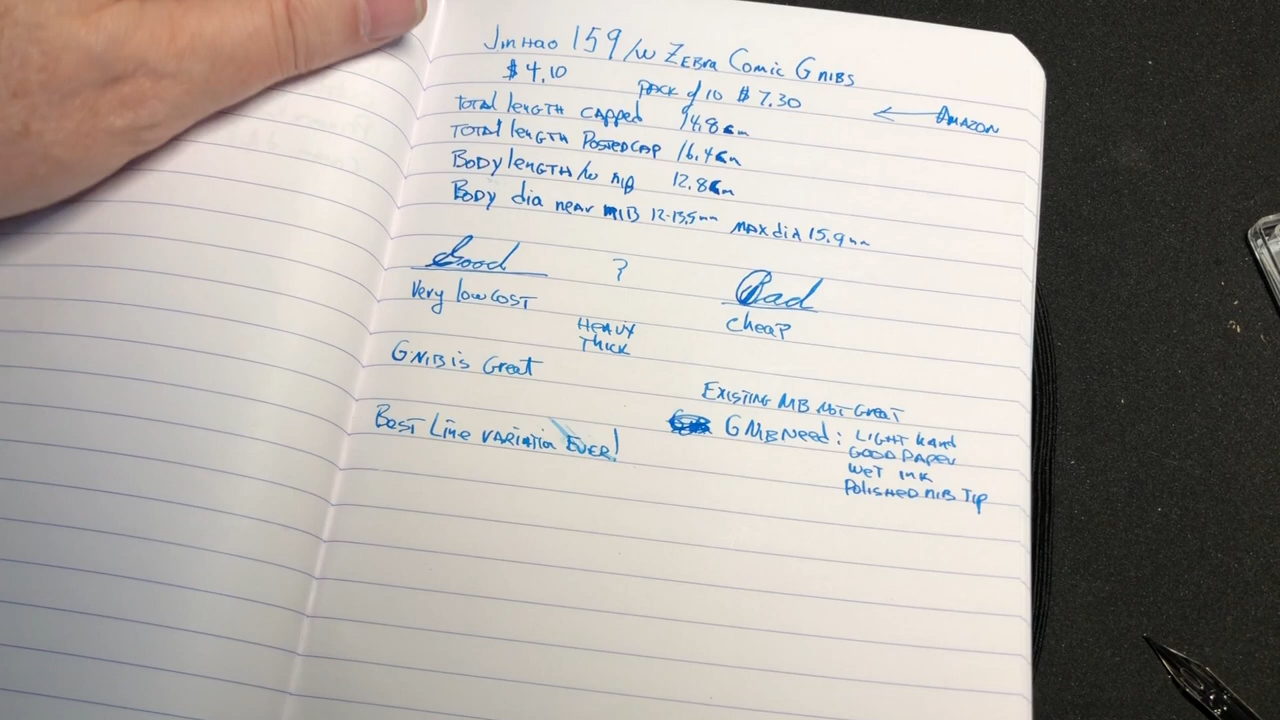 JinHao 159 /w ZEBRA Comic G NIBS
$4.10 PACK of 10 $7.30
← AMAZON
TOTAL lengTH CAPPED 14.8cm
TOTAL lengTH POSTEDCAP 16.4cm
BODY lengTH /w NIB 12.8cm
BODY dia near NIB 12-13.5mm MAX diA 15.9mm
Good ? Bad
Very low COST cheap
HEAVY
THICK
G NIB is Great
EXISTING NIB NOT Great
Best Line VARIATION EVER!
G NIB Need: LIGHT Hand
GOOD PAPER
WET INK
POLISHED NIB TIP